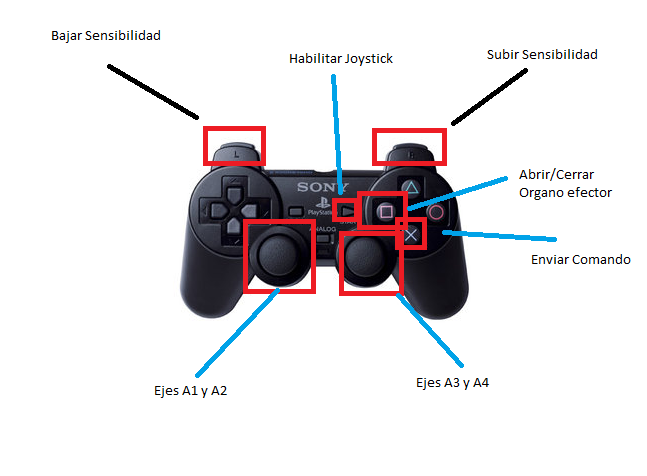 Bajar Sensibilidad
Habilitar Joystick
Subir Sensibilidad
L
R
SONY
PlayStation
START
ANALOG
Abrir/Cerrar
Organo efector
Enviar Comando
Ejes A1 y A2
Ejes A3 y A4